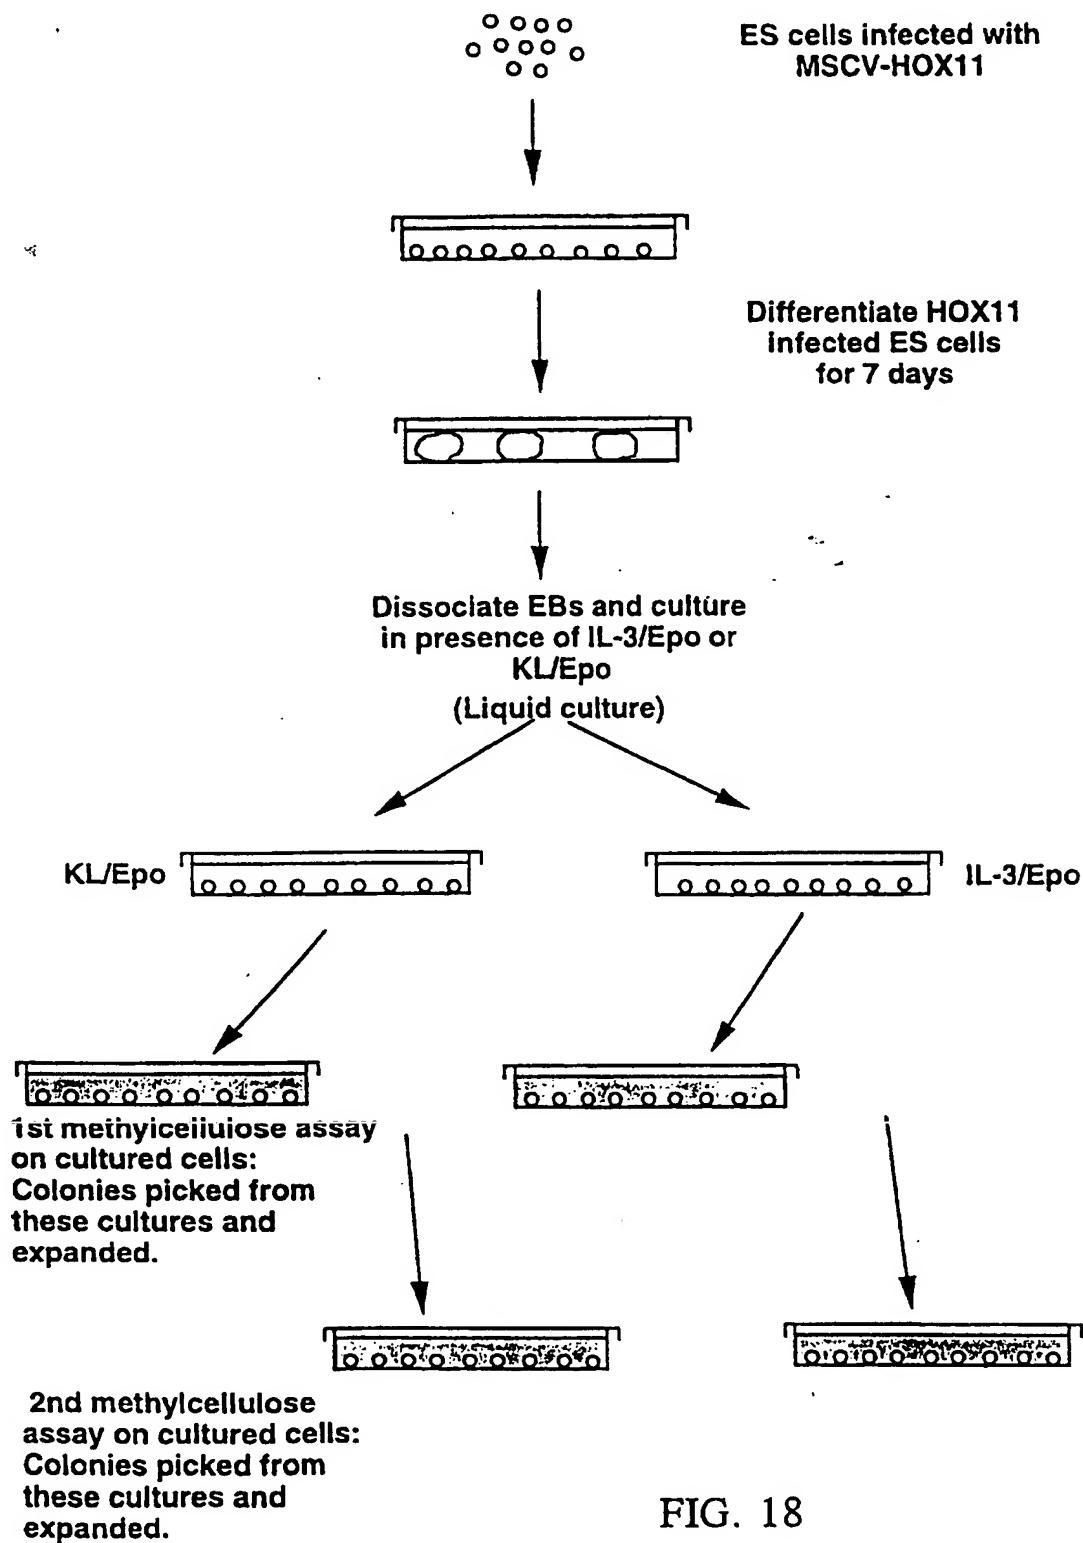 ES cells infected with
MSCV-HOX11
Differentiate HOX11
infected ES cells
for 7 days
Dissociate EBs and culture
in presence of IL-3/Epo or
KL/Epo
(Liquid culture)
KL/Epo
IL-3/Epo
1st methylcellulose assay
on cultured cells:
Colonies picked from
these cultures and
expanded.
2nd methylcellulose
assay on cultured cells:
Colonies picked from
these cultures and
expanded.
FIG. 18